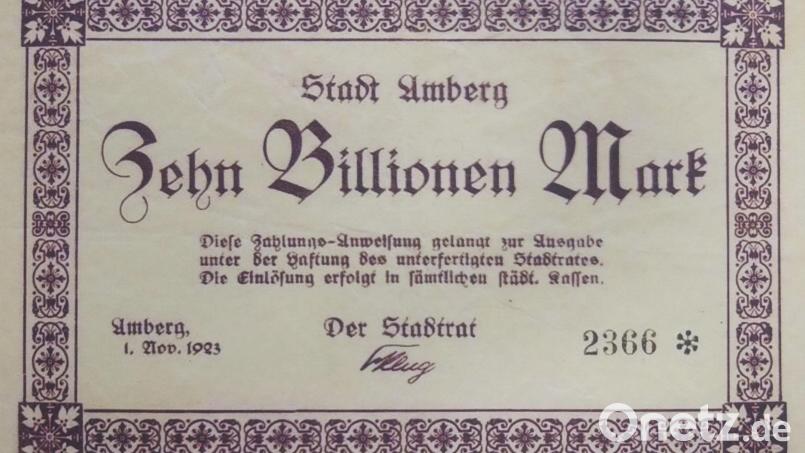 Stadt Amberg
Zehn Billionen Mark
Diese Zahlungs-Anweisung gelangt zur Ausgabe
unter der Haftung des unterfertigten Stadtrates.
Die Einlösung erfolgt in sämtlichen städt. Kassen.
Amberg,
1. Nov. 1923
Der Stadtrat
Klug
2366 *
Onetz.de